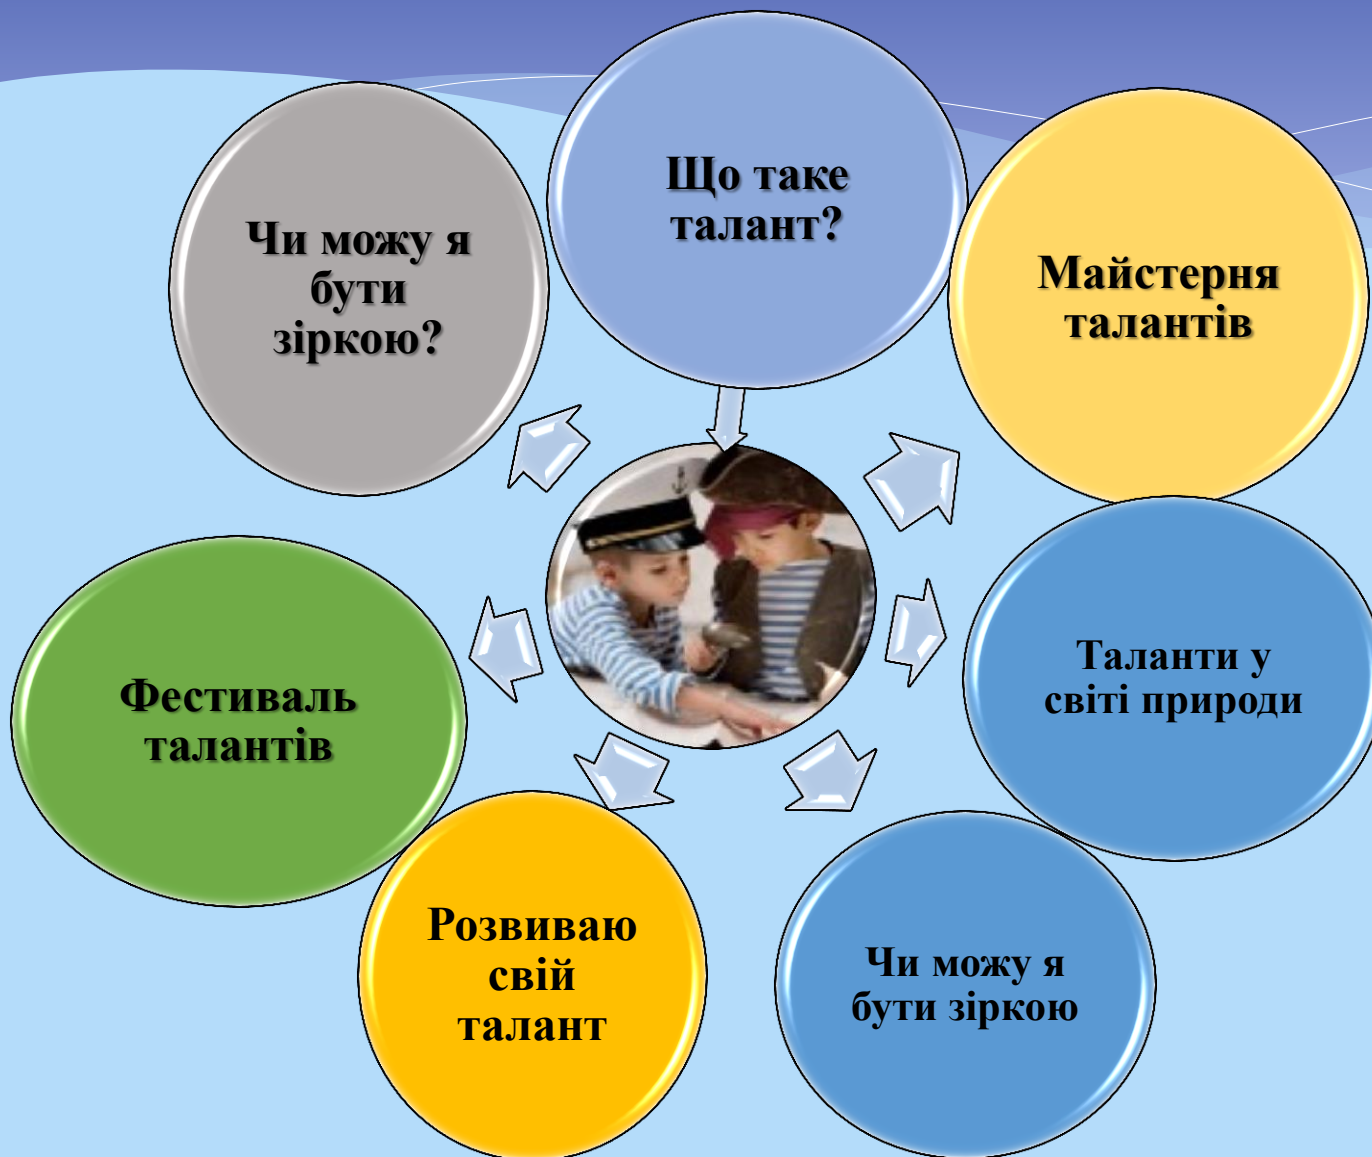 Що таке
талант?
Майстерня
талантів
Таланти у
світі природи
Чи можу я
бути зіркою
Розвиваю
свій
талант
Фестиваль
талантів
Чи можу я
бути
зіркою?